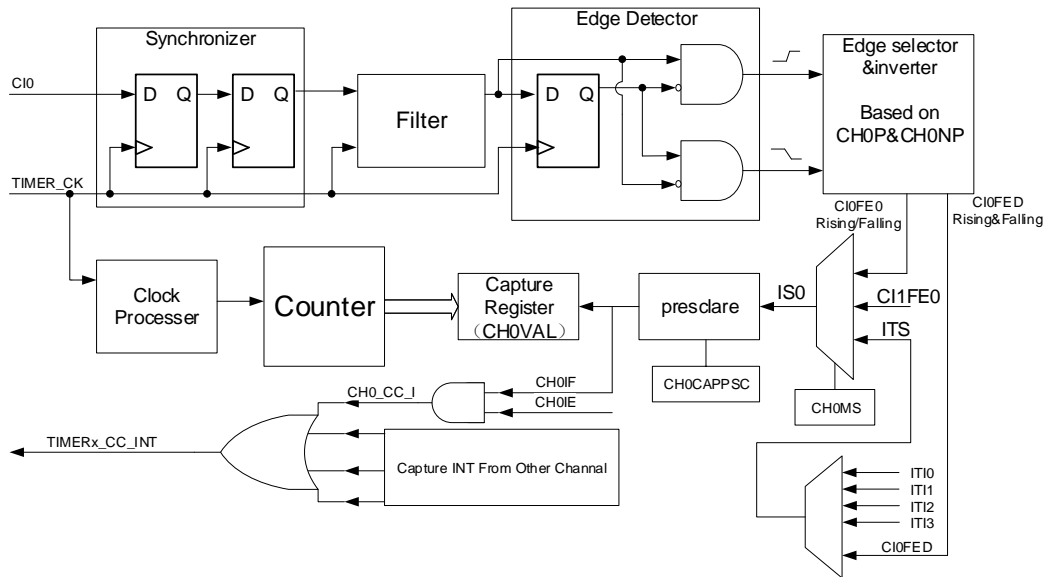 Synchronizer
Edge Detector
CI0
D Q
D Q
Filter
D Q
Edge selector
&inverter
Based on
CH0P&CH0NP
TIMER_CK
CI0FE0
Rising/Falling
CI0FED
Rising&Falling
Clock
Processer
Counter
Capture
Register
（CH0VAL）
presclare
IS0
CI1FE0
ITS
CH0CAPPSC
CH0MS
CH0_CC_I
CH0IF
CH0IE
TIMERx_CC_INT
Capture INT From Other Channel
ITI0
ITI1
ITI2
ITI3
CI0FED